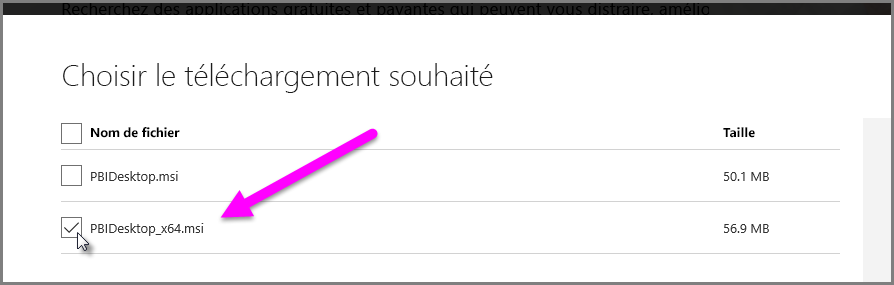 Recherchez des applications gratuites et payantes qui peuvent vous distraire, amélio
Choisir le téléchargement souhaité
Nom de fichier Taille
PBIDesktop.msi 50.1 MB
PBIDesktop_x64.msi 56.9 MB